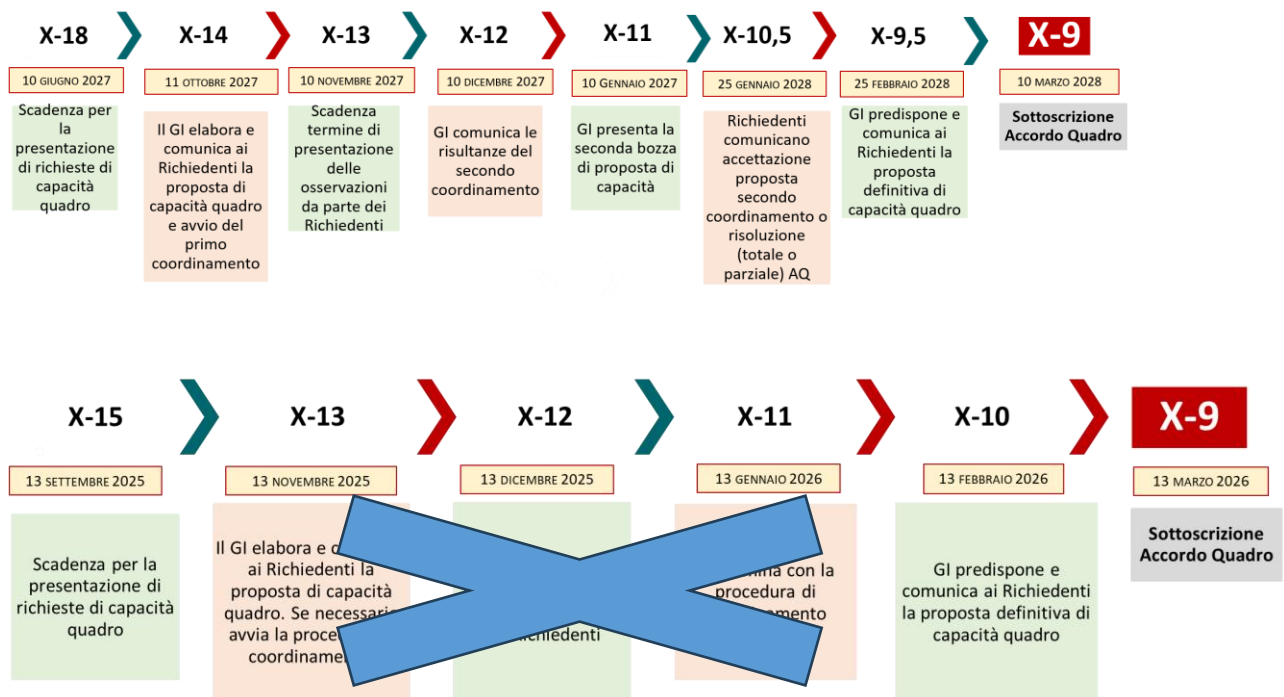 X-18
X-14
X-13
X-12
X-11
X-10,5
X-9,5
X-9
10 GIUGNO 2027
11 OTTOBRE 2027
10 NOVEMBRE 2027
10 DICEMBRE 2027
10 GENNAIO 2027
25 GENNAIO 2028
25 FEBBRAIO 2028
10 MARZO 2028
Scadenza per
la
presentazione
di richieste di
capacità
quadro
Il GI elabora e
comunica ai
Richiedenti la
proposta di
capacità quadro
e avvio del
primo
coordinamento
Scadenza
termine di
presentazione
delle
osservazioni
da parte dei
Richiedenti
GI comunica le
risultanze del
secondo
coordinamento
GI presenta la
seconda bozza
di proposta di
capacità
Richiedenti
comunicano
accettazione
proposta
secondo
coordinamento o
risoluzione
(totale o
parziale) AQ
GI predispone e
comunica ai
Richiedenti la
proposta
definitiva di
capacità quadro
Sottoscrizione
Accordo Quadro
X-15
X-13
X-12
X-11
X-10
X-9
13 SETTEMBRE 2025
13 NOVEMBRE 2025
13 DICEMBRE 2025
13 GENNAIO 2026
13 FEBBRAIO 2026
13 MARZO 2026
Scadenza per la
presentazione di
richieste di capacità
quadro
Il GI elabora e
ai Richiedenti la
proposta di capacità
quadro. Se necessario
avvia la
con la
procedura di
GI predispone e
comunica ai Richiedenti
la proposta definitiva di
capacità quadro
Sottoscrizione
Accordo Quadro